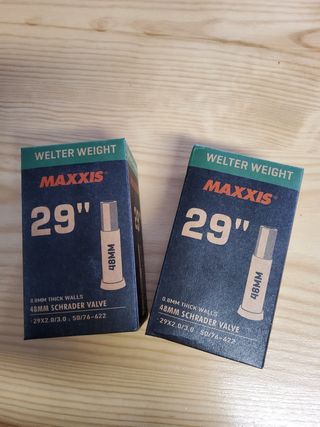 WELTER WEIGHT
MAXXIS
29"
48MM
0.8MM THICK WALLS
48MM SCHRADER VALVE
29X2.0/3.0 : 50/76-622
WELTER WEIGHT
MAXXIS
29"
48MM
0.8MM THICK WALLS
48MM SCHRADER VALVE
29X2.0/3.0 : 50/76-622